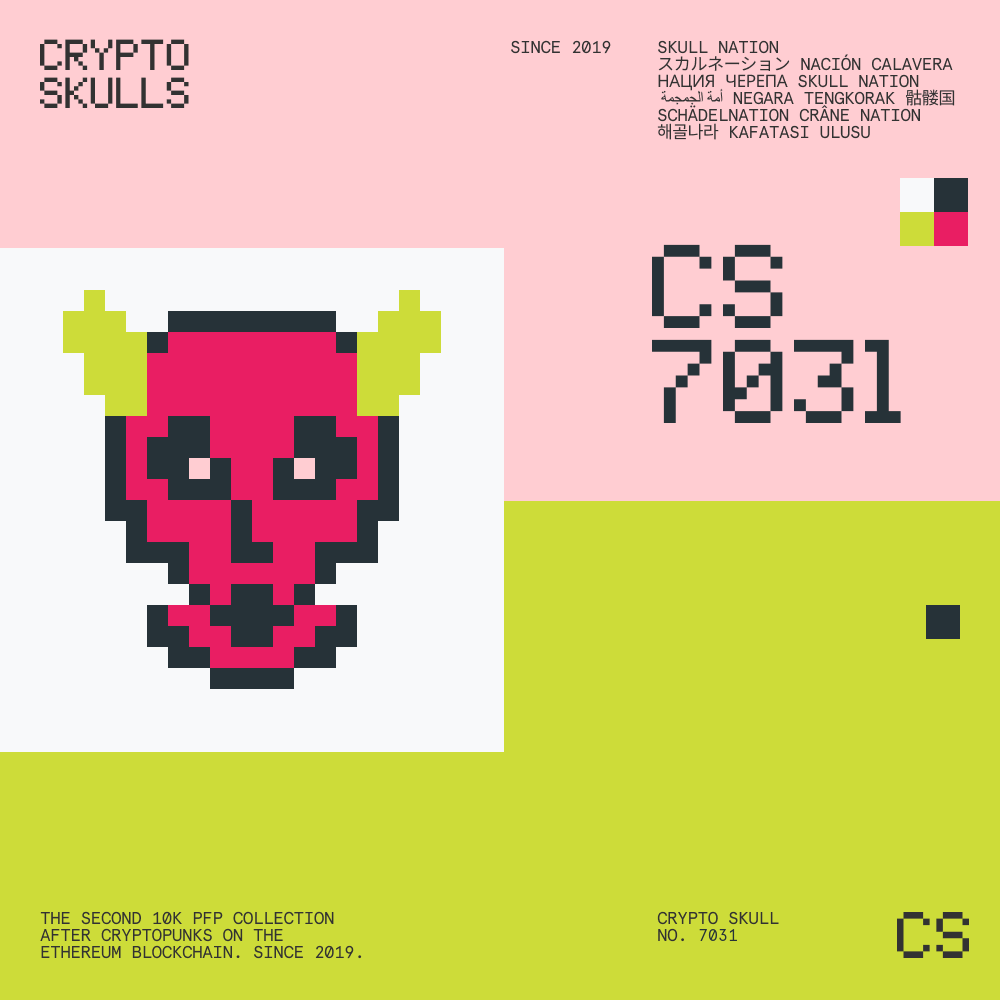 CRYPTO
SKULLS
SINCE 2019
SKULL NATION
スカルネーション NACIÓN CALAVERA
НАЦИЯ ЧЕРЕПА SKULL NATION
أمة الجمجمة NEGARA TENGKORAK 骷髅国
SCHÄDELNATION CRÂNE NATION
해골나라 KAFATASI ULUSU
CS
7031
THE SECOND 10K PFP COLLECTION
AFTER CRYPTOPUNKS ON THE
ETHEREUM BLOCKCHAIN. SINCE 2019.
CRYPTO SKULL
NO. 7031
CS